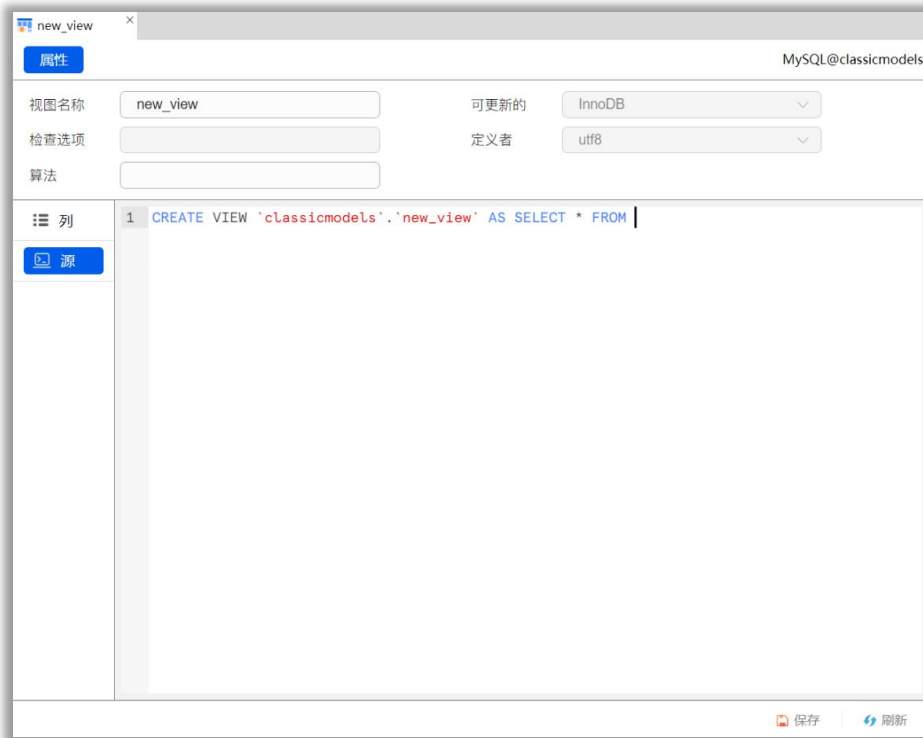 new_view ×
属性 MySQL@classicmodels
视图名称 new_view 可更新的 InnoDB
检查选项 定义者 utf8
算法
列
源
1 CREATE VIEW `classicmodels`.`new_view` AS SELECT * FROM
保存 刷新